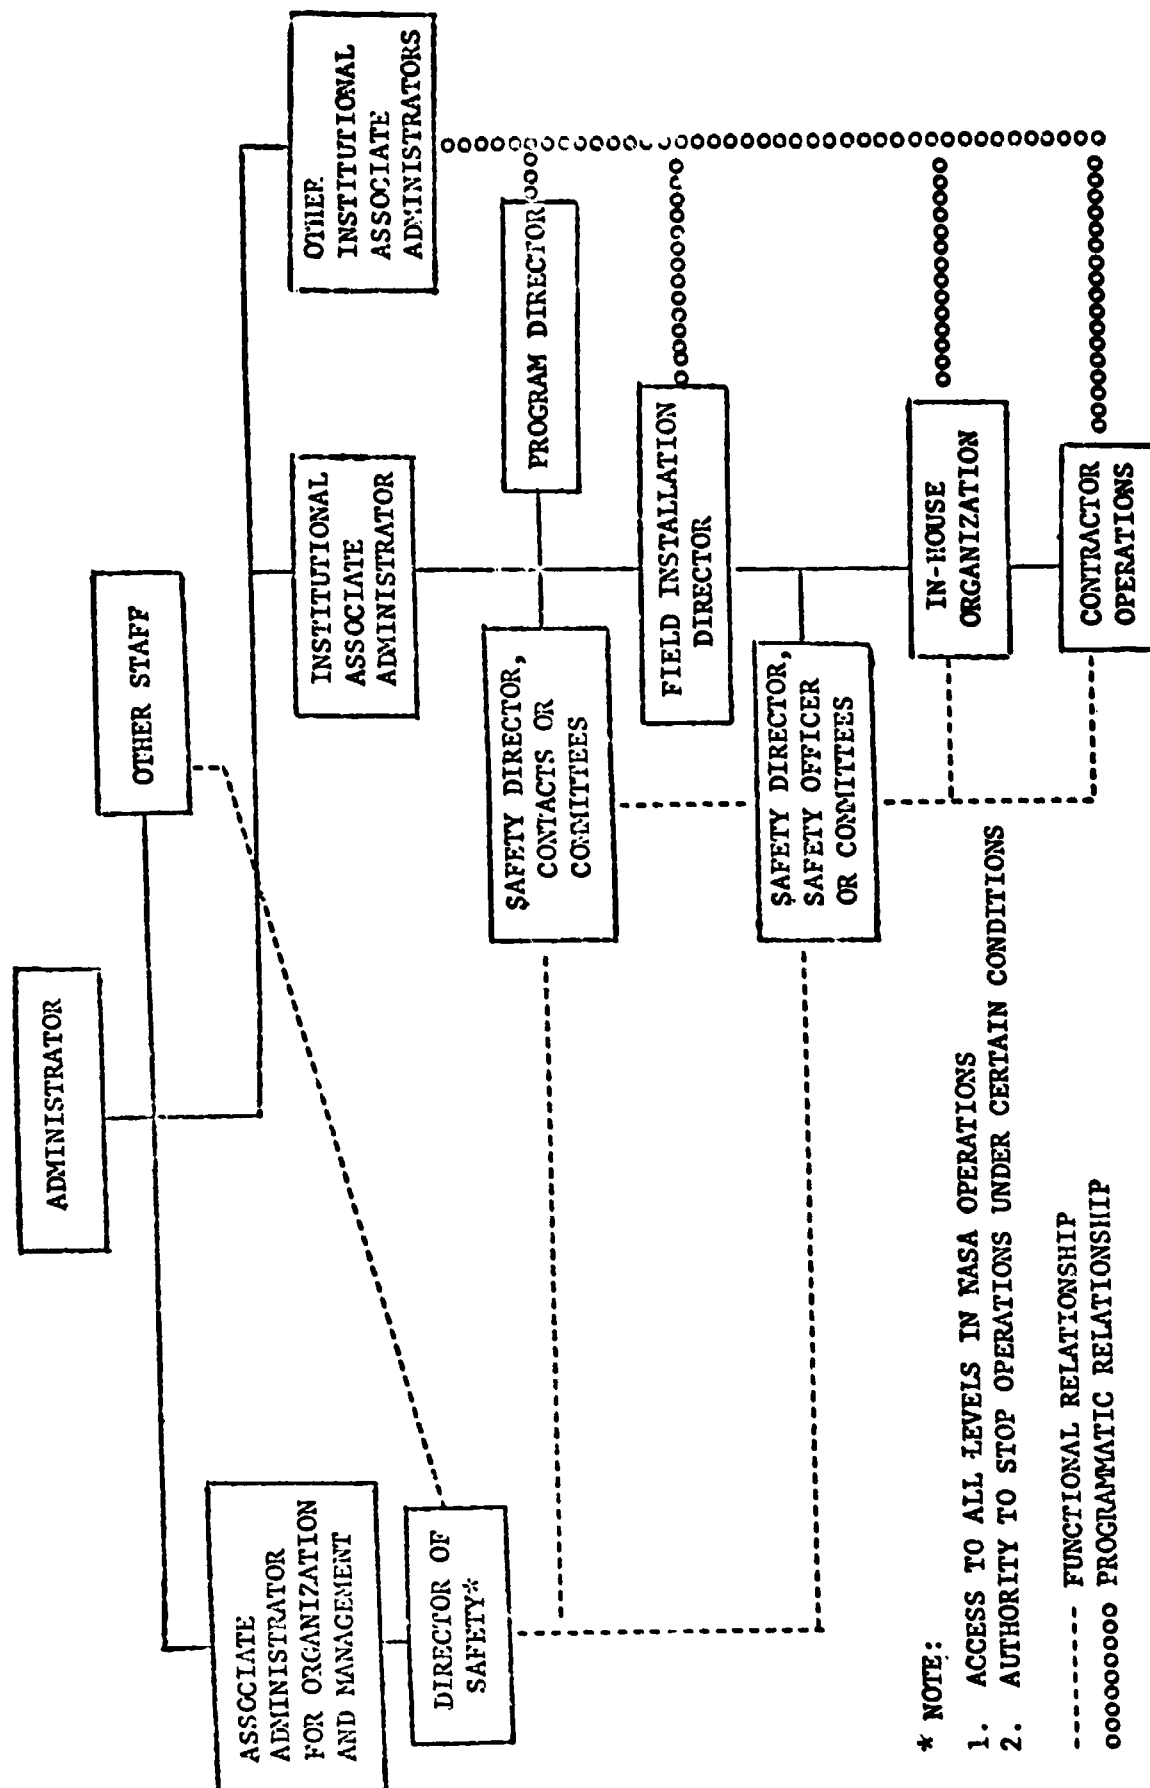 ADMINISTRATOR
OTHER STAFF
ASSOCIATE
ADMINISTRATOR
FOR ORGANIZATION
AND MANAGEMENT
DIRECTOR OF
SAFETY*
INSTITUTIONAL
ASSOCIATE
ADMINISTRATOR
OTHER
INSTITUTIONAL
ASSOCIATE
ADMINISTRATORS
SAFETY DIRECTOR,
CONTACTS OR
COMMITTEES
PROGRAM DIRECTOR
FIELD INSTALLATION
DIRECTOR
SAFETY DIRECTOR,
SAFETY OFFICER
OR COMMITTEES
IN-HOUSE
ORGANIZATION
CONTRACTOR
OPERATIONS
* NOTE:
1. ACCESS TO ALL LEVELS IN NASA OPERATIONS
2. AUTHORITY TO STOP OPERATIONS UNDER CERTAIN CONDITIONS
------- FUNCTIONAL RELATIONSHIP
oooooooo PROGRAMMATIC RELATIONSHIP